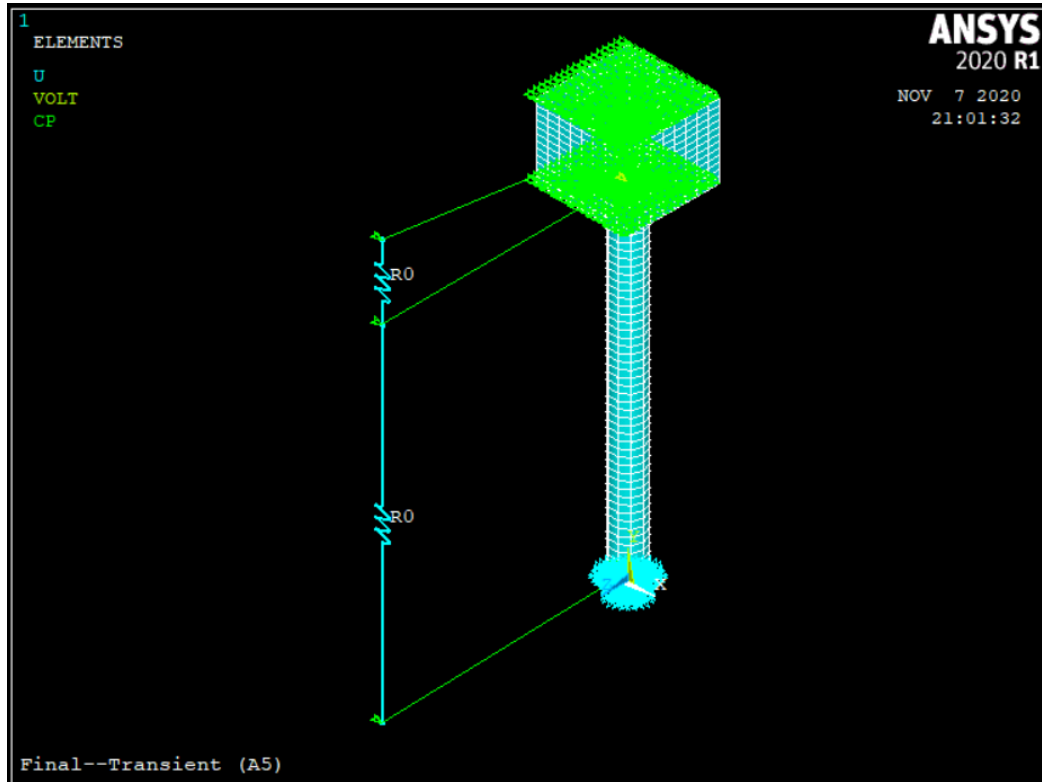 1
ELEMENTS
U
VOLT
CP
ANSYS
2020 R1
NOV 7 2020
21:01:32
R0
R0
Y
Z
X
Final--Transient (A5)